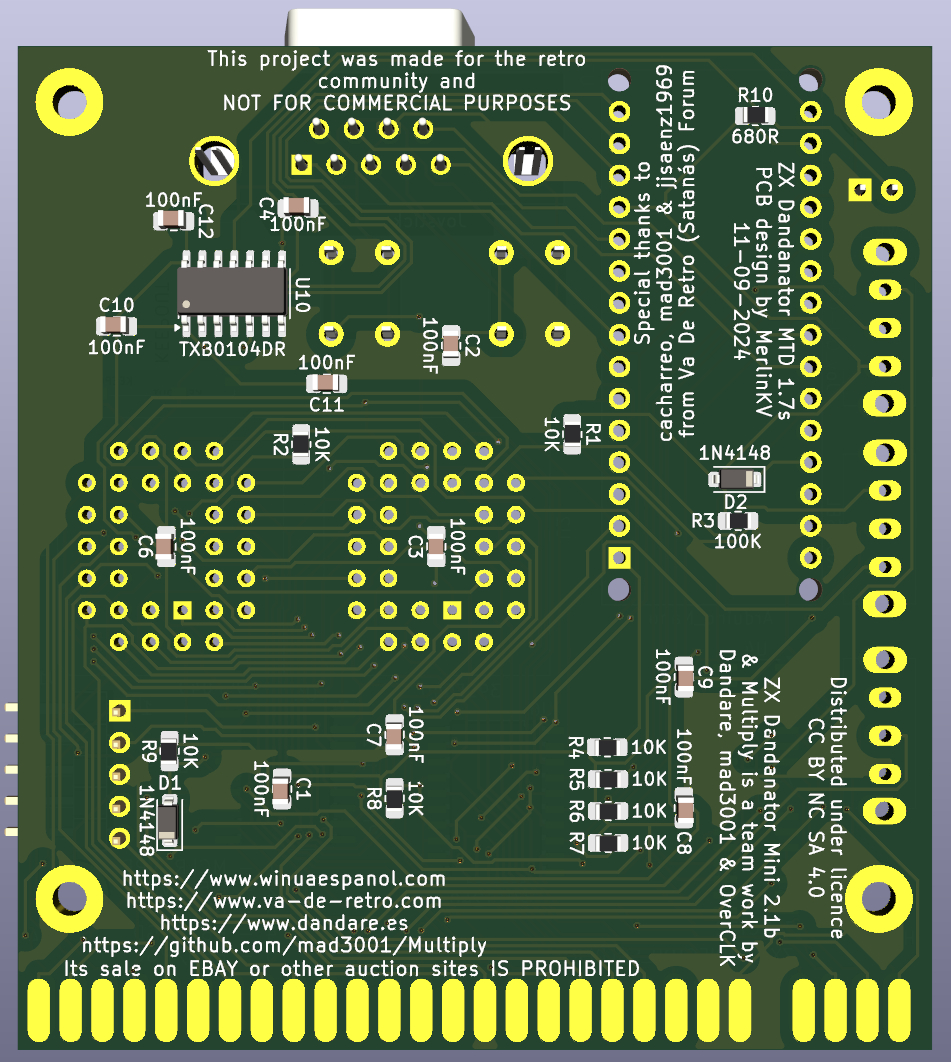 This project was made for the retro
community and
NOT FOR COMMERCIAL PURPOSES
R10
680R
Special thanks to
cacharreo, mad3001 & jjsaenz1969
from Va De Retro (Satanás) Forum
ZX Dandanator MTD 1.7s
PCB design by MerlinKV
11-09-2024
100nF
C12
C4
100nF
U10
C10
100nF
TXB0104DR
100nF
C2
100nF
C11
R2
10K
10K
R1
1N4148
D2
R3
100K
C6
100nF
C3
100nF
100nF
C9
ZX Dandanator Mini 2.1b
& Multiply is a team work by
Dandare, mad3001 & OverCLK
Distributed under licence
CC BY NC SA 4.0
R9
10K
D1
1N4148
100nF
C1
C7
100nF
R8
10K
R4 10K
R5 10K
R6 10K
R7 10K
100nF
C8
https://www.winuaespanol.com
https://www.va-de-retro.com
https://www.dandare.es
https://github.com/mad3001/Multiply
Its sale on EBAY or other auction sites IS PROHIBITED